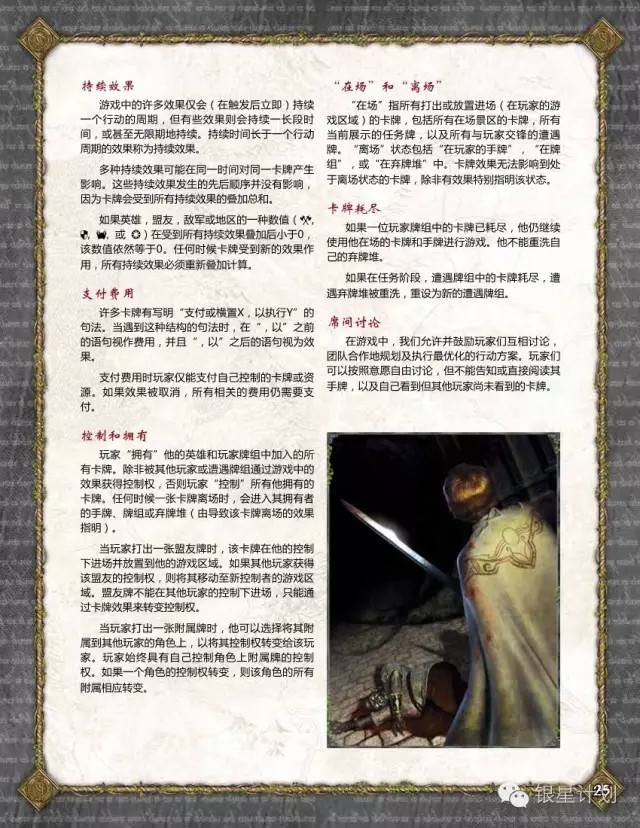 持续效果
游戏中的许多效果仅会（在触发后立即）持续
一个行动的周期，但有些效果则会持续一长段时
间，或甚至无限期地持续。持续时间长于一个行动
周期的效果称为持续效果。
多种持续效果可能在同一时间对同一卡牌产生
影响。这些持续效果发生的先后顺序并没有影响，
因为卡牌会受到所有持续效果的叠加总和。
如果英雄，盟友，敌军或地区的一种数值（
，或 ）在受到所有持续效果叠加后小于0，
该数值依然等于0。任何时候卡牌受到新的效果作
用，所有持续效果必须重新叠加计算。
支付费用
许多卡牌有写明“支付或横置X，以执行Y”的
句法。当遇到这种结构的句法时，在“，以”之前
的语句视作费用，并且“，以”之后的语句视为效
果。
支付费用时玩家仅能支付自己控制的卡牌或资
源。如果效果被取消，所有相关的费用仍需要支
付。
控制和拥有
玩家“拥有”他的英雄和玩家牌组中加入的所
有卡牌。除非被其他玩家或遭遇牌组通过游戏中的
效果获得控制权，否则玩家“控制”所有他拥有的
卡牌。任何时候一张卡牌离场时，会进入其拥有者
的手牌、牌组或弃牌堆（由导致该卡牌离场的效果
指明）。
当玩家打出一张盟友牌时，该卡牌在他的控制
下进场并放置到他的游戏区域。如果其他玩家获得
该盟友的控制权，则将其移动至新控制者的游戏区
域。盟友牌不能在其他玩家的控制下进场，只能通
过卡牌效果来转变控制权。
当玩家打出一张附属牌时，他可以选择将其附
属到其他玩家的角色上，以将其控制权转变给该玩
家。玩家始终具有自己控制角色上附属牌的控制
权。如果一个角色的控制权转变，则该角色的所有
附属相应转变。
“在场”和“离场”
“在场”指所有打出或放置进场（在玩家的游
戏区域）的卡牌，包括所有在场景区的卡牌，所有
当前展示的任务牌，以及所有与玩家交锋的遭遇
牌。“离场”状态包括“在玩家的手牌”，“在牌
组”，或“在弃牌堆”中。卡牌效果无法影响到处
于离场状态的卡牌，除非有效果特别指明该状态。
卡牌耗尽
如果一位玩家牌组中的卡牌已耗尽，他仍继续
使用他在场的卡牌和手牌进行游戏。他不能重洗自
己的弃牌堆。
如果在任务阶段，遭遇牌组中的卡牌耗尽，遭
遇弃牌堆被重洗，重设为新的遭遇牌组。
席间讨论
在游戏中，我们允许并鼓励玩家们互相讨论，
团队合作地规划及执行最优化的行动方案。玩家们
可以按照意愿自由讨论，但不能告知或直接阅读其
手牌，以及自己看到但其他玩家尚未看到的卡牌。
25
银星计划